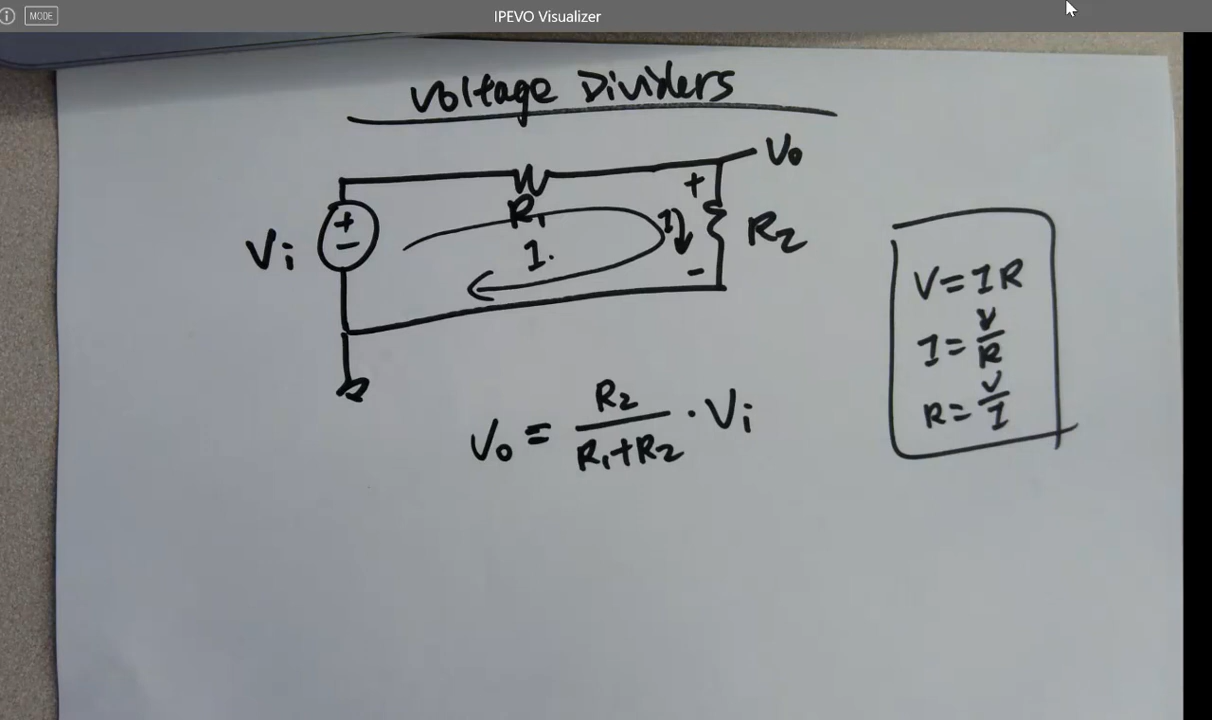 MODE
IPEVO Visualizer
Voltage Dividers
Vo
+
R1
I
+
-
Vi
I.
R2
-
V=IR
I=V/R
R=V/I
Vo = R2/(R1+R2) · Vi